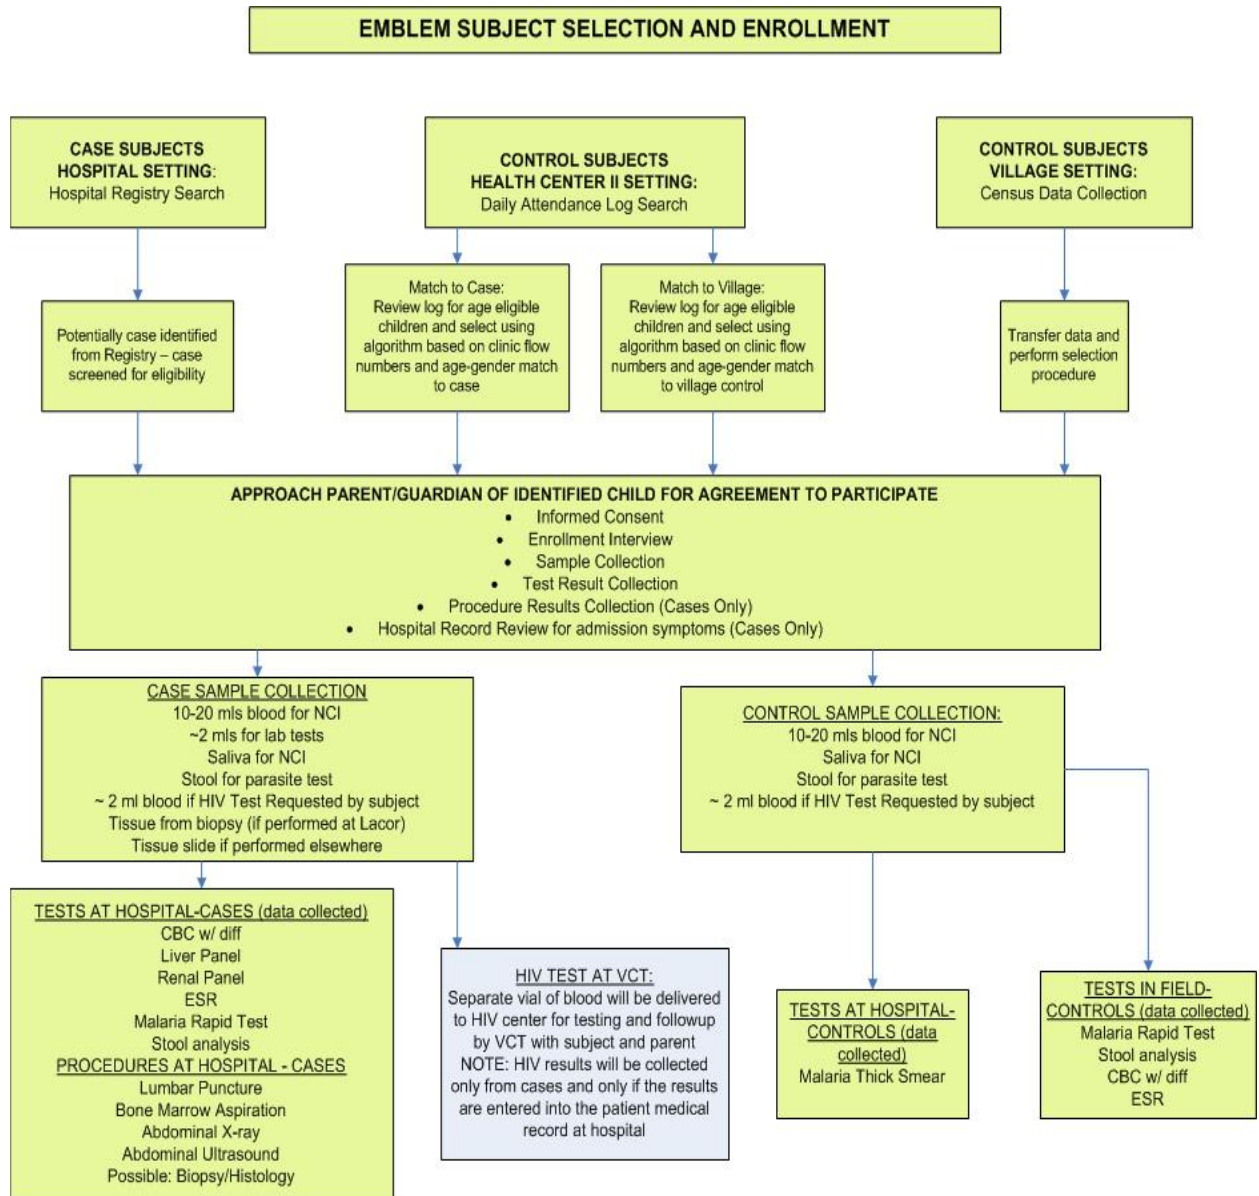 EMBLEM SUBJECT SELECTION AND ENROLLMENT
CASE SUBJECTS
HOSPITAL SETTING:
Hospital Registry Search
CONTROL SUBJECTS
HEALTH CENTER II SETTING:
Daily Attendance Log Search
CONTROL SUBJECTS
VILLAGE SETTING:
Census Data Collection
Potentially case identified
from Registry – case
screened for eligibility
Match to Case:
Review log for age eligible
children and select using
algorithm based on clinic flow
numbers and age-gender match
to case
Match to Village:
Review log for age eligible
children and select using
algorithm based on clinic flow
numbers and age-gender match
to village control
Transfer data and
perform selection
procedure
APPROACH PARENT/GUARDIAN OF IDENTIFIED CHILD FOR AGREEMENT TO PARTICIPATE
• Informed Consent
• Enrollment Interview
• Sample Collection
• Test Result Collection
• Procedure Results Collection (Cases Only)
• Hospital Record Review for admission symptoms (Cases Only)
CASE SAMPLE COLLECTION
10-20 mls blood for NCI
~2 mls for lab tests
Saliva for NCI
Stool for parasite test
~ 2 ml blood if HIV Test Requested by subject
Tissue from biopsy (if performed at Lacor)
Tissue slide if performed elsewhere
CONTROL SAMPLE COLLECTION:
10-20 mls blood for NCI
Saliva for NCI
Stool for parasite test
~ 2 ml blood if HIV Test Requested by subject
TESTS AT HOSPITAL-CASES (data collected)
CBC w/ diff
Liver Panel
Renal Panel
ESR
Malaria Rapid Test
Stool analysis
PROCEDURES AT HOSPITAL - CASES
Lumbar Puncture
Bone Marrow Aspiration
Abdominal X-ray
Abdominal Ultrasound
Possible: Biopsy/Histology
HIV TEST AT VCT:
Separate vial of blood will be delivered
to HIV center for testing and followup
by VCT with subject and parent
NOTE: HIV results will be collected
only from cases and only if the results
are entered into the patient medical
record at hospital
TESTS AT HOSPITAL-
CONTROLS (data
collected)
Malaria Thick Smear
TESTS IN FIELD-
CONTROLS (data collected)
Malaria Rapid Test
Stool analysis
CBC w/ diff
ESR